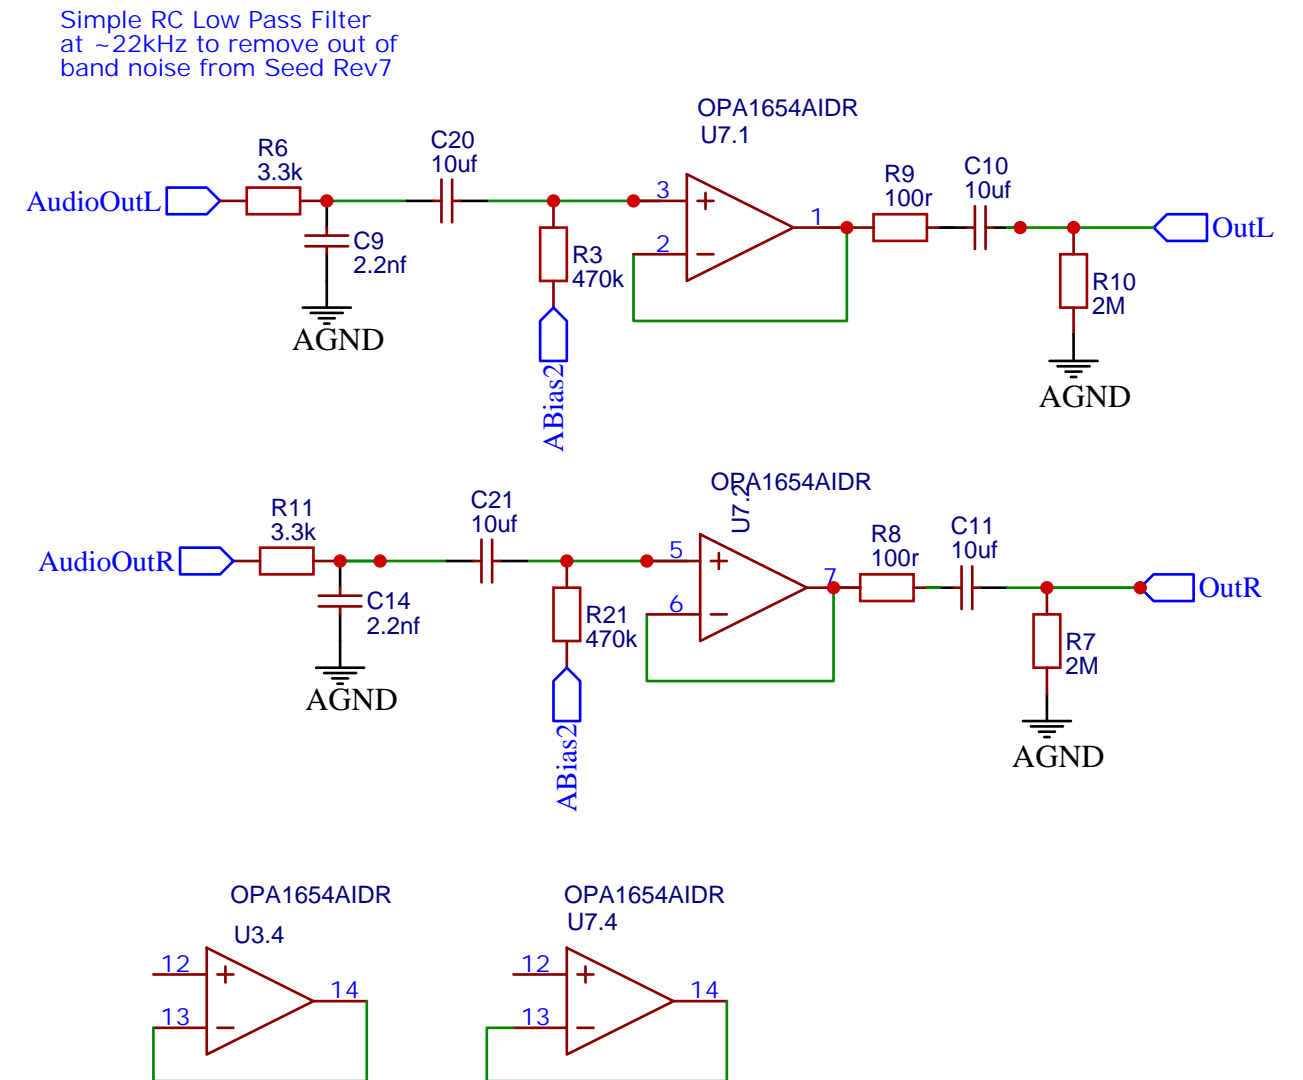 Simple RC Low Pass Filter
at ~22kHz to remove out of
band noise from Seed Rev7
OPA1654AIDR
U7.1
C20
10uf
R6
3.3k
AudioOutL
C9
2.2nf
AGND
R3
470k
ABias2
3
2
1
R9
100r
C10
10uf
OutL
R10
2M
AGND
OPA1654AIDR
U7.2
C21
10uf
R11
3.3k
AudioOutR
C14
2.2nf
AGND
R21
470k
ABias2
5
6
7
R8
100r
C11
10uf
OutR
R7
2M
AGND
OPA1654AIDR
U3.4
12
13
14
OPA1654AIDR
U7.4
12
13
14